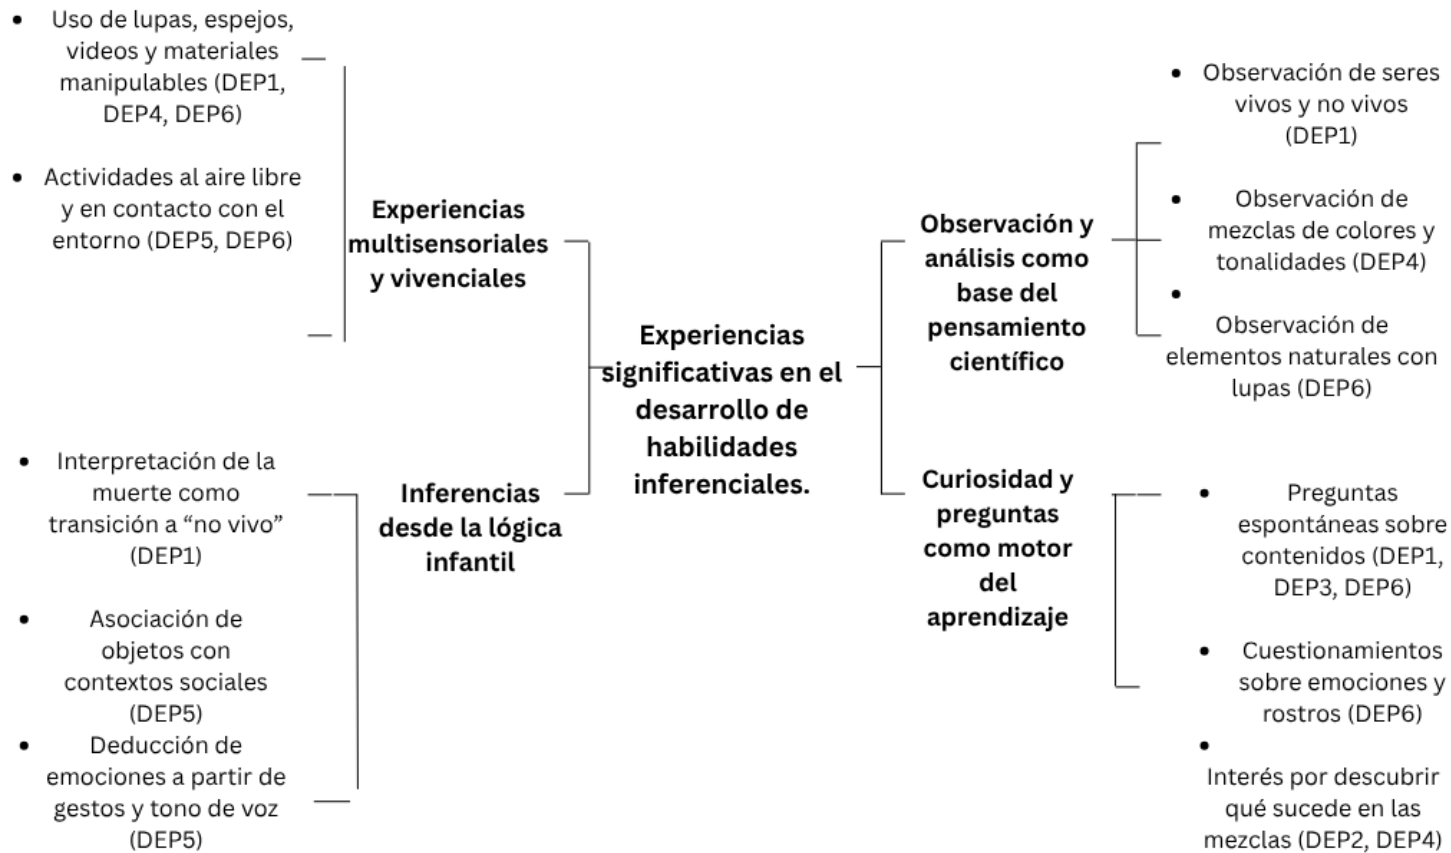 • Uso de lupas, espejos,
videos y materiales
manipulables (DEP1,
DEP4, DEP6)
• Actividades al aire libre
y en contacto con el
entorno (DEP5, DEP6)
Experiencias
multisensoriales
y vivenciales
• Interpretación de la
muerte como
transición a “no vivo”
(DEP1)
• Asociación de
objetos con
contextos sociales
(DEP5)
• Deducción de
emociones a partir de
gestos y tono de voz
(DEP5)
Inferencias
desde la lógica
infantil
Experiencias
significativas en el
desarrollo de
habilidades
inferenciales.
Observación y
análisis como
base del
pensamiento
científico
• Observación de seres
vivos y no vivos
(DEP1)
• Observación de
mezclas de colores y
tonalidades (DEP4)
•
Observación de
elementos naturales con
lupas (DEP6)
Curiosidad y
preguntas
como motor
del
aprendizaje
• Preguntas
espontáneas sobre
contenidos (DEP1,
DEP3, DEP6)
• Cuestionamientos
sobre emociones y
rostros (DEP6)
•
Interés por descubrir
qué sucede en las
mezclas (DEP2, DEP4)